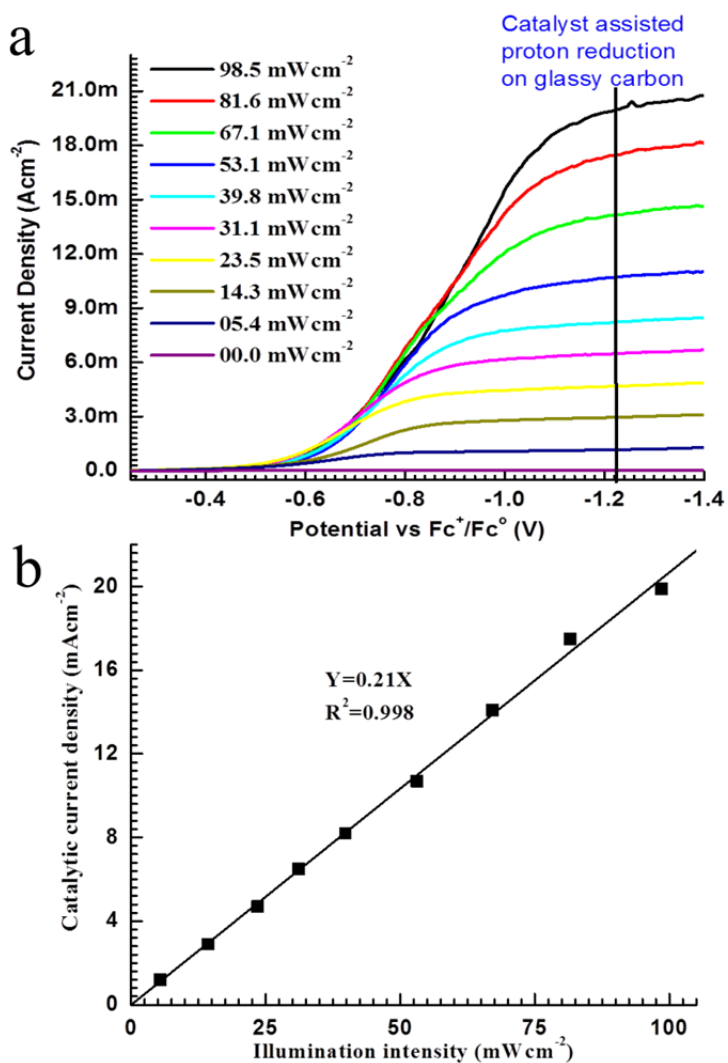 a
Catalyst assisted
proton reduction
on glassy carbon
98.5 mWcm⁻²
81.6 mWcm⁻²
67.1 mWcm⁻²
53.1 mWcm⁻²
39.8 mWcm⁻²
31.1 mWcm⁻²
23.5 mWcm⁻²
14.3 mWcm⁻²
05.4 mWcm⁻²
00.0 mWcm⁻²
Current Density (Acm⁻²)
21.0m
18.0m
15.0m
12.0m
9.0m
6.0m
3.0m
0.0
-0.4 -0.6 -0.8 -1.0 -1.2 -1.4
Potential vs Fc⁺/Fc⁰ (V)
b
Catalytic current density (mAcm⁻²)
20
16
12
8
4
0
Y=0.21X
R²=0.998
0 25 50 75 100
Illumination intensity (mWcm⁻²)